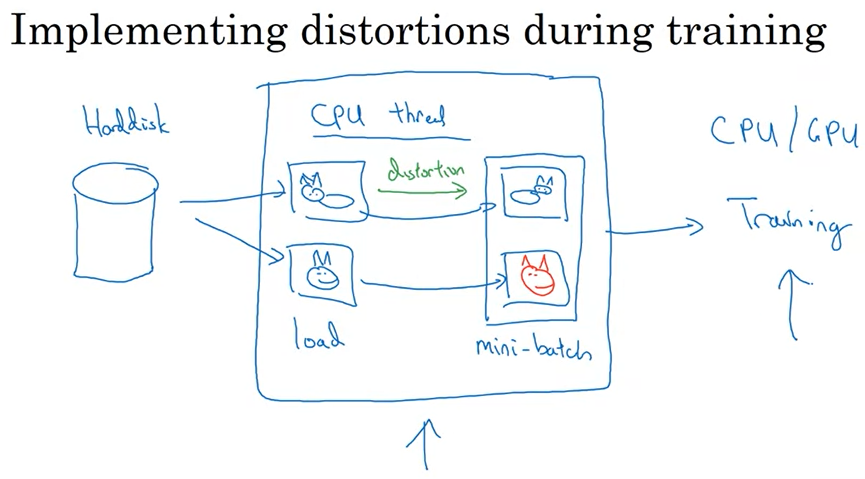 Implementing distortions during training
Harddisk
CPU thread
CPU/GPU
distortion
Training
load
mini-batch